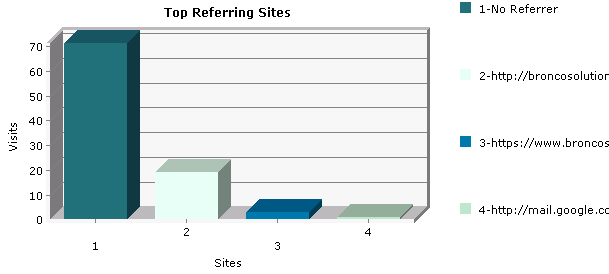 Top Referring Sites
1-No Referrer
2-http://broncosolution
3-https://www.broncos
4-http://mail.google.cc
Visits
70
60
50
40
30
20
10
0
1
2
3
4
Sites